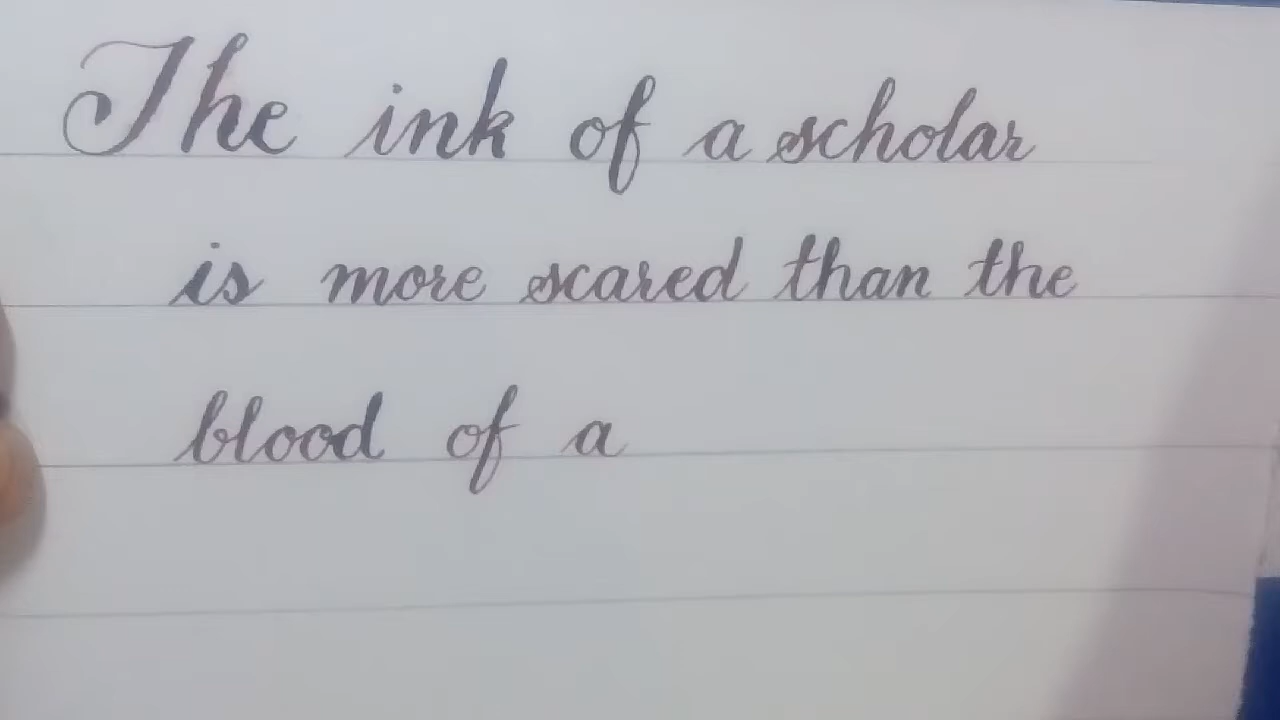 The ink of a scholar
is more scared than the
blood of a